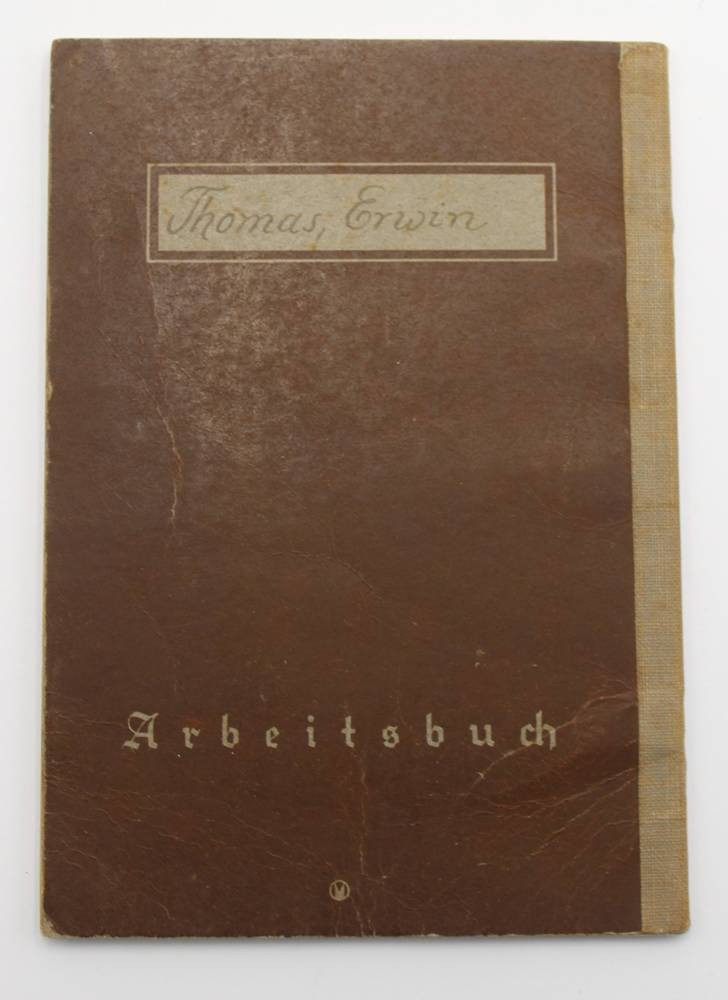 Thomas, Erwin
Arbeitsbuch